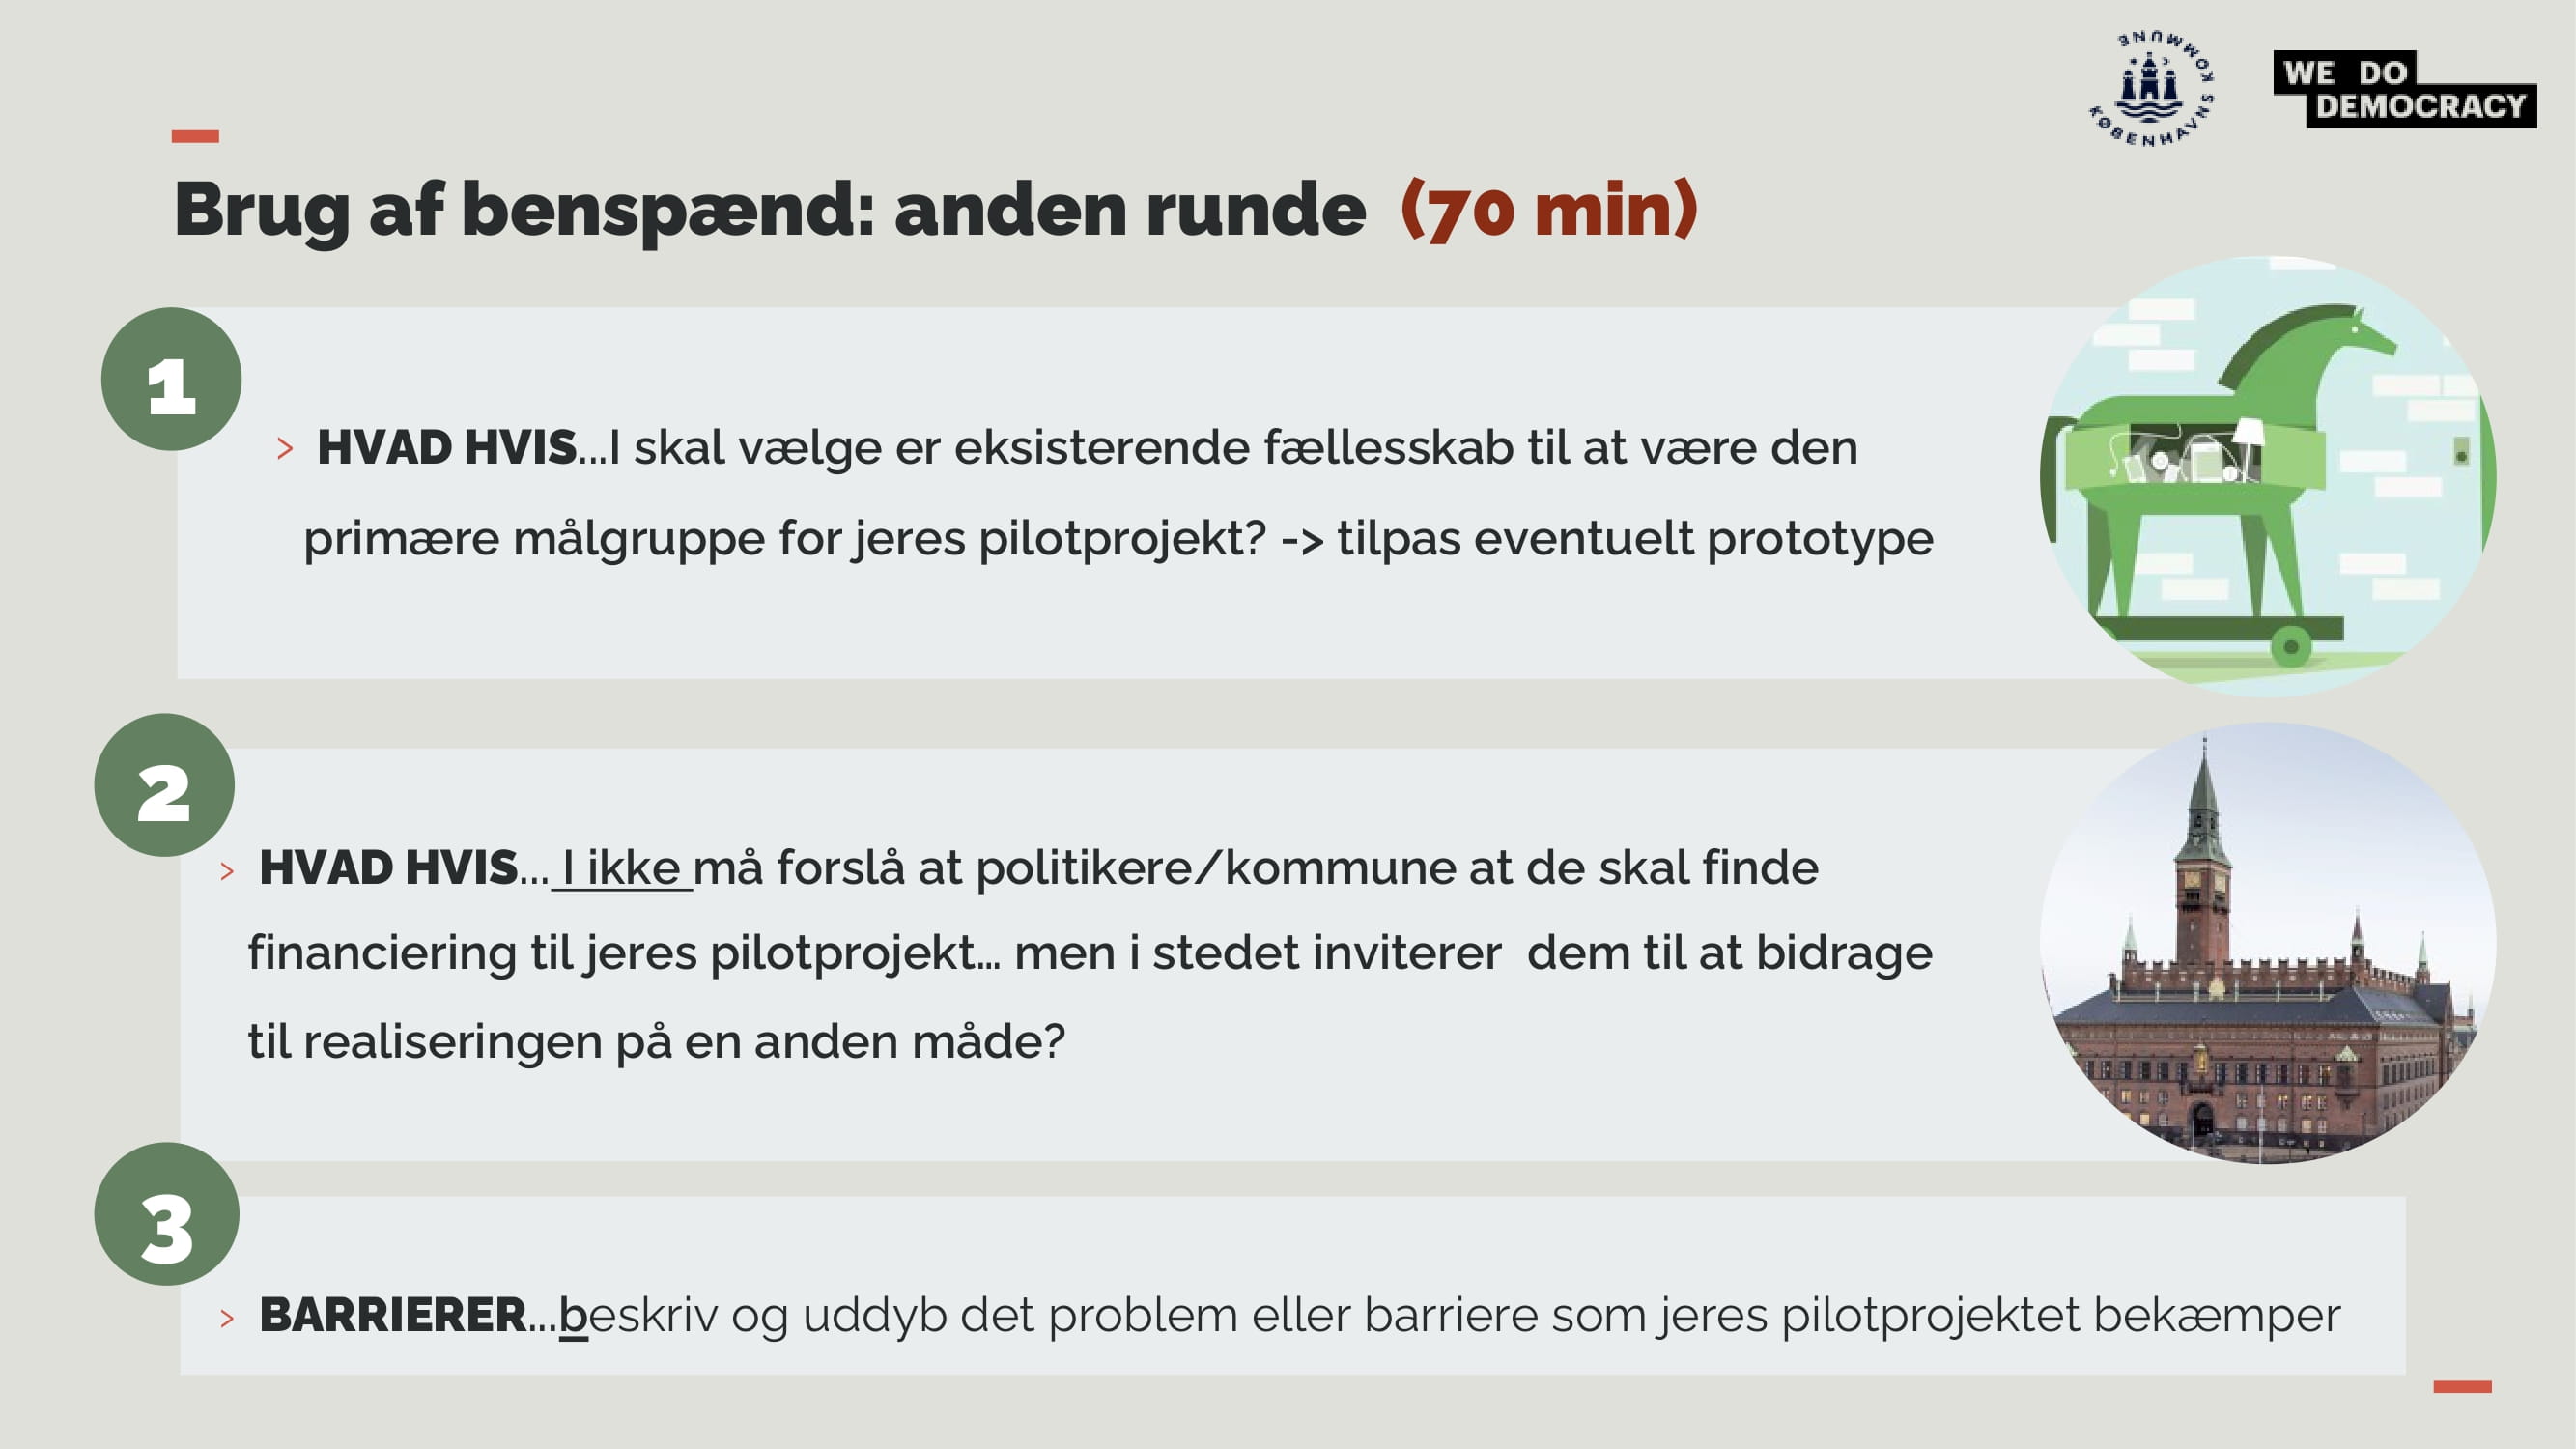 KØBENHAVNS KOMMUNE
WE DO
DEMOCRACY
Brug af benspænd: anden runde (70 min)
1
> HVAD HVIS...I skal vælge er eksisterende fællesskab til at være den
primære målgruppe for jeres pilotprojekt? -> tilpas eventuelt prototype
2
> HVAD HVIS... I ikke må forslå at politikere/kommune at de skal finde
financiering til jeres pilotprojekt... men i stedet inviterer  dem til at bidrage
til realiseringen på en anden måde?
3
> BARRIERER...beskriv og uddyb det problem eller barriere som jeres pilotprojektet bekæmper